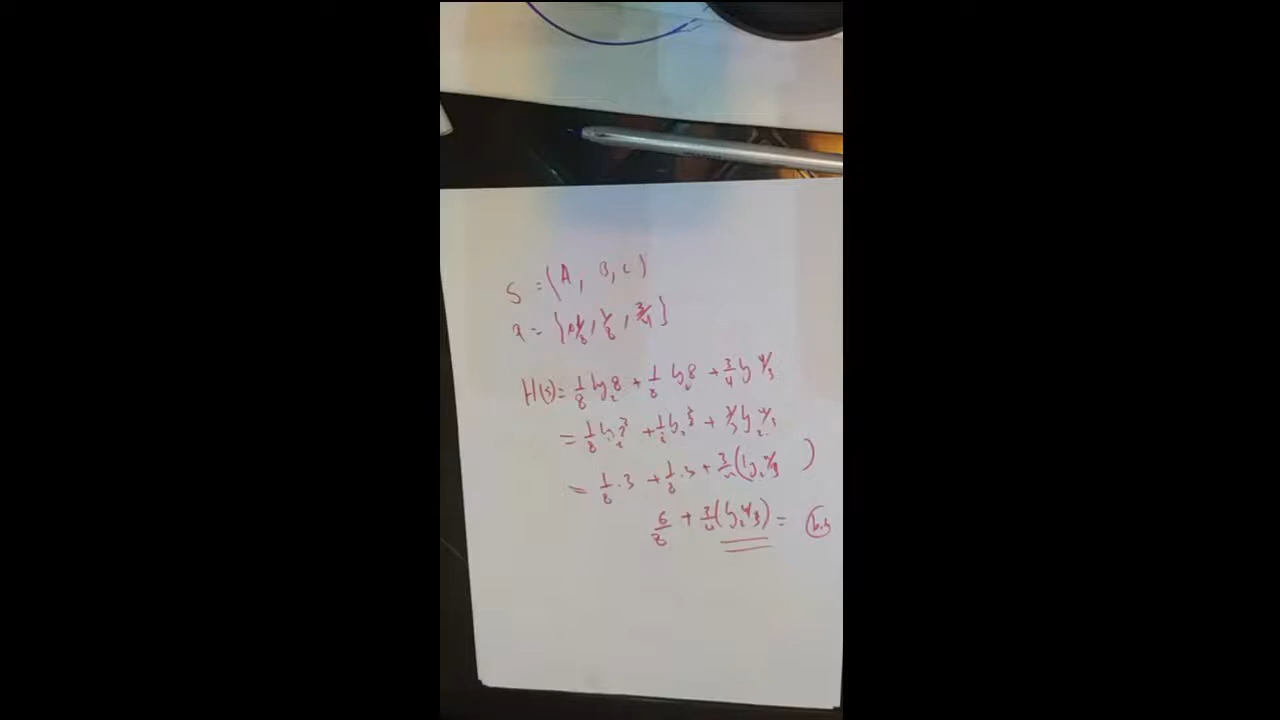 S = (A, B, C)
= {1/8, 1/8, 3/4}
H(S) = 1/8 log₂ 8 + 1/8 log₂ 8 + 3/4 log 4/3
= 1/8 log₂ 2³ + 1/8 log₂ 2³ + 3/4 log₂ 4/3
= 1/8 · 3 + 1/8 · 3 + 3/4 (log₂ 4/3)
6/8 + 3/4 (log₂ 4/3) =